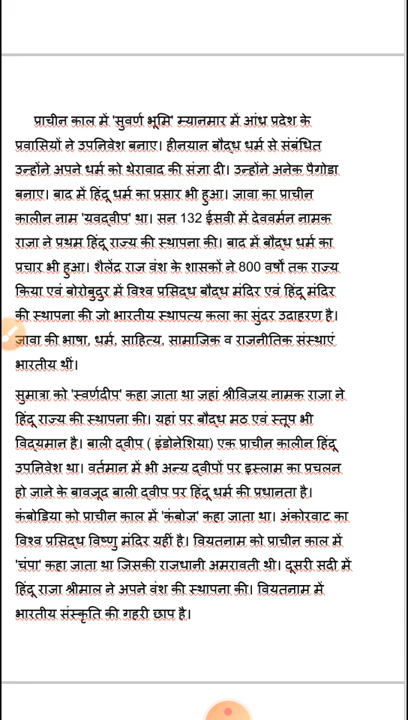 प्राचीन काल में 'सुवर्ण भूमि' म्यानमार में आंध प्रदेश के
प्रवासियों ने उपनिवेश बनाए। हीनयान बौद्ध धर्म से संबंधित
उन्होंने अपने धर्म को थेरावाद की संज्ञा दी। उन्होंने अनेक पैगोडा
बनाए। बाद में हिंदू धर्म का प्रसार भी हुआ। जावा का प्राचीन
कालीन नाम 'यवद्वीप' था। सन 132 ईसवी में देववर्मन नामक
राजा ने प्रथम हिंदू राज्य की स्थापना की। बाद में बौद्ध धर्म का
प्रचार भी हुआ। शैलेंद्र राज वंश के शासकों ने 800 वर्षों तक राज्य
किया एवं बोरोबुदुर में विश्व प्रसिद्ध बौद्ध मंदिर एवं हिंदू मंदिर
की स्थापना की जो भारतीय स्थापत्य कला का सुंदर उदाहरण है।
जावा की भाषा, धर्म, साहित्य, सामाजिक व राजनीतिक संस्थाएं
भारतीय थीं।
सुमात्रा को 'स्वर्णदीप' कहा जाता था जहां श्रीविजय नामक राजा ने
हिंदू राज्य की स्थापना की। यहां पर बौद्ध मठ एवं स्तूप भी
विद्यमान है। बाली द्वीप ( इंडोनेशिया) एक प्राचीन कालीन हिंदू
उपनिवेश था। वर्तमान में भी अन्य द्वीपों पर इस्लाम का प्रचलन
हो जाने के बावजूद बाली द्वीप पर हिंदू धर्म की प्रधानता है।
कंबोडिया को प्राचीन काल में 'कंबोज' कहा जाता था। अंकोरवाट का
विश्व प्रसिद्ध विष्णु मंदिर यहीं है। वियतनाम को प्राचीन काल में
'चंपा' कहा जाता था जिसकी राजधानी अमरावती थी। दूसरी सदी में
हिंदू राजा श्रीमाल ने अपने वंश की स्थापना की। वियतनाम में
भारतीय संस्कृति की गहरी छाप है।